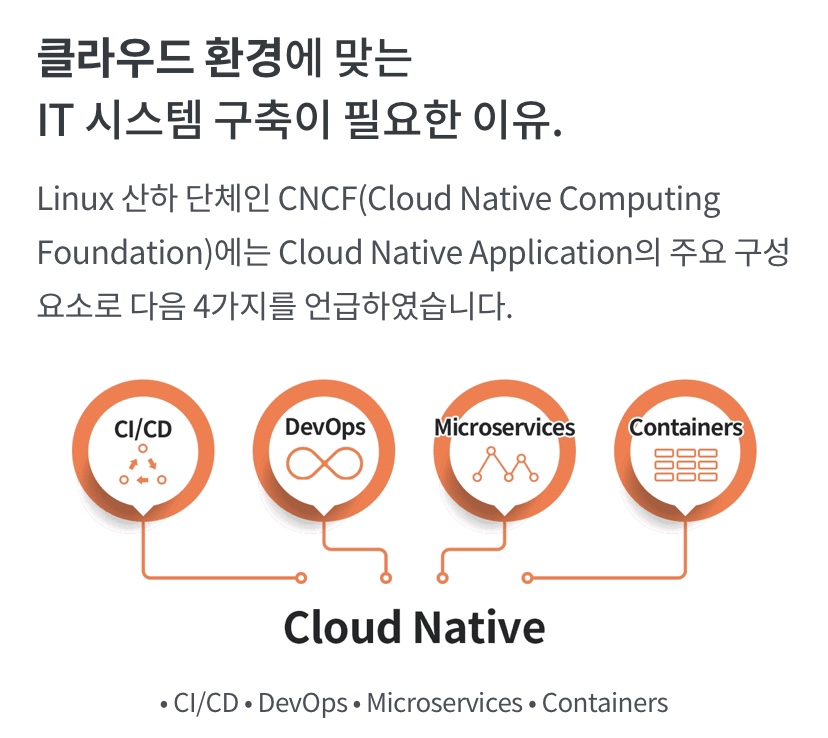 클라우드 환경에 맞는
IT 시스템 구축이 필요한 이유.
Linux 산하 단체인 CNCF(Cloud Native Computing
Foundation)에는 Cloud Native Application의 주요 구성
요소로 다음 4가지를 언급하였습니다.
CI/CD
DevOps
Microservices
Containers
Cloud Native
• CI/CD • DevOps • Microservices • Containers